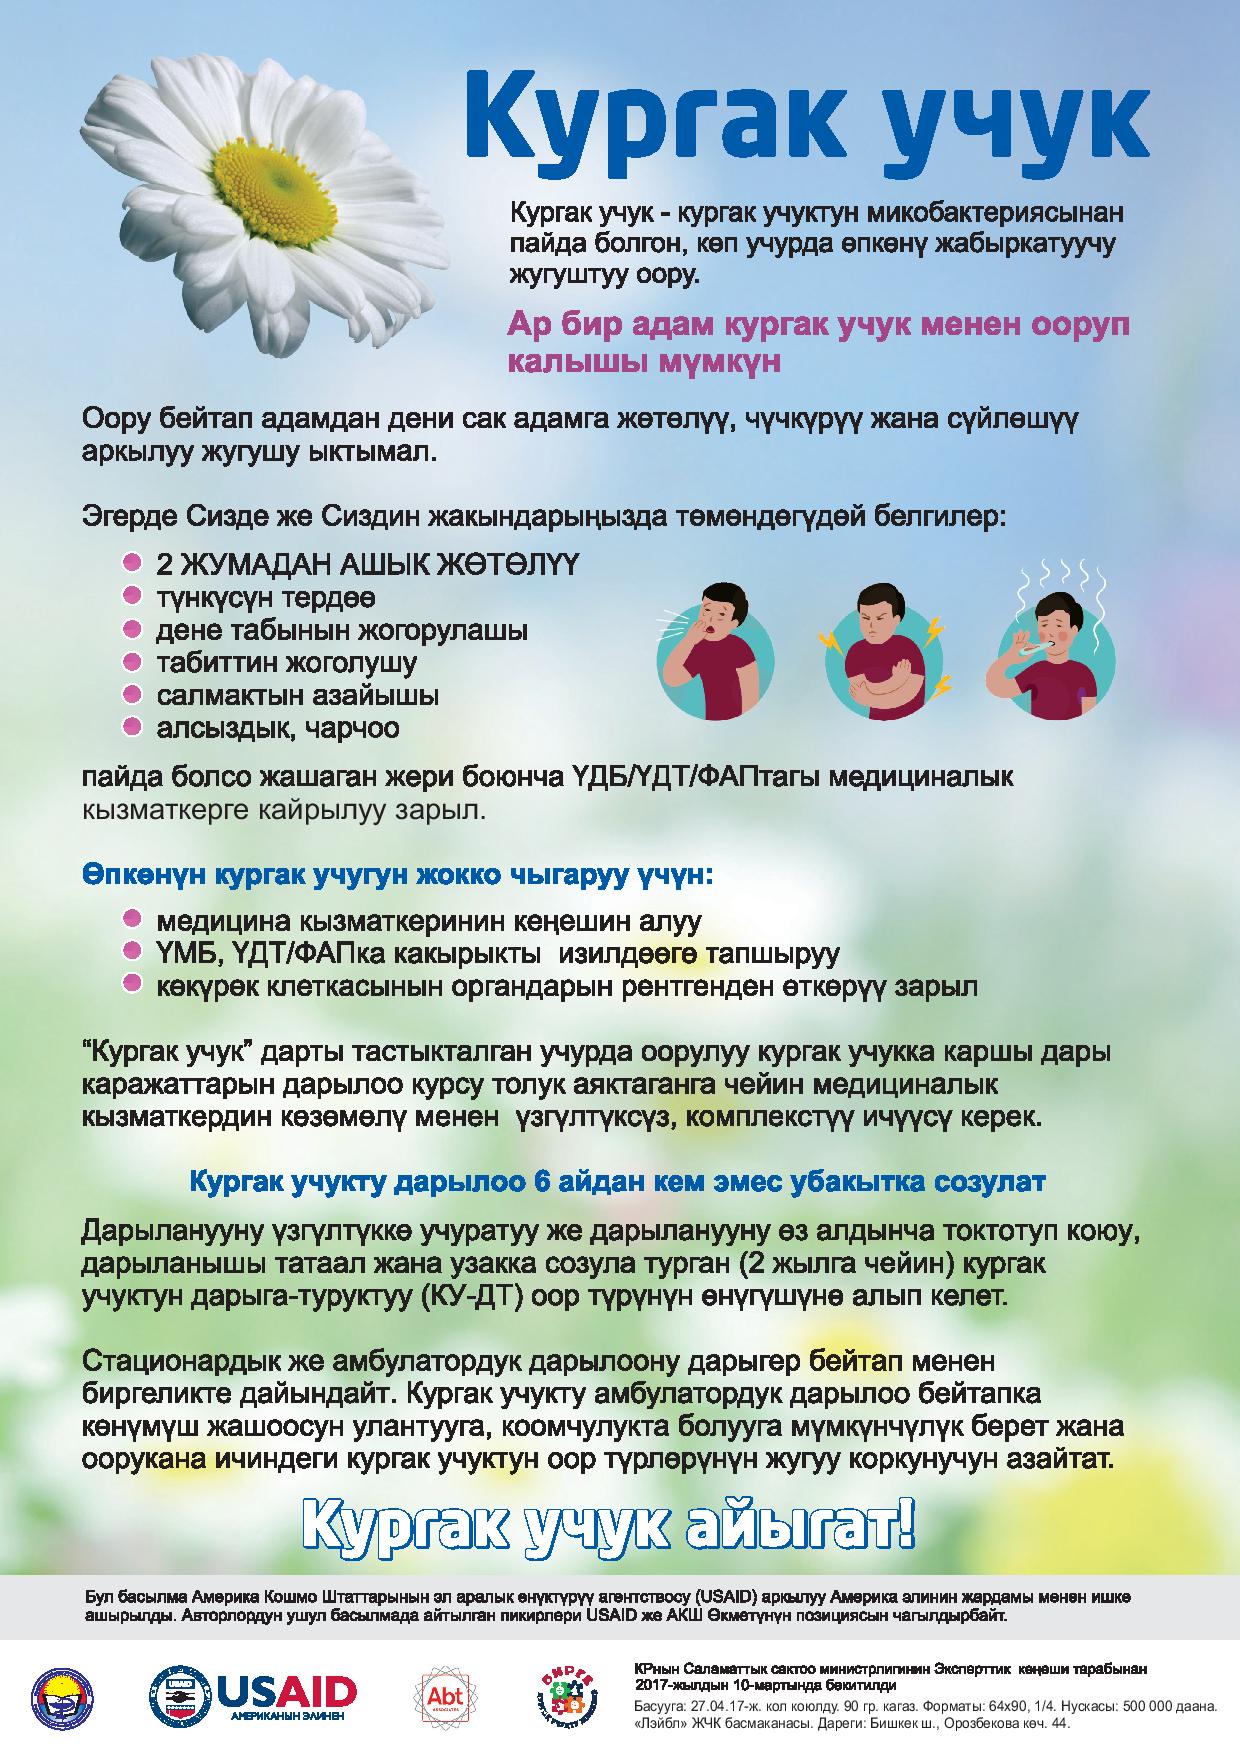 Кургак учук
Кургак учук - кургак учуктун микобактериясынан
пайда болгон, көп учурда өпкөнү жабыркатуучу
жугуштуу оору.
Ар бир адам кургак учук менен ооруп
калышы мүмкүн
Оору бейтап адамдан дени сак адамга жөтөлүү, чүчкүрүү жана сүйлөшүү
аркылуу жугушу ыктымал.
Эгерде Сизде же Сиздин жакындарыңызда төмөндөгүдөй белгилер:
2 ЖУМАДАН АШЫК ЖӨТӨЛҮҮ
түнкүсүн тердөө
дене табынын жогорулашы
табиттин жоголушу
салмактын азайышы
алсыздык, чарчоо
пайда болсо жашаган жери боюнча ҮДБ/ҮДТ/ФАПтагы медициналык
кызматкерге кайрылуу зарыл.
Өпкөнүн кургак учугун жокко чыгаруу үчүн:
медицина кызматкеринин кеңешин алуу
ҮМБ, ҮДТ/ФАПка какырыкты изилдөөгө тапшыруу
көкүрөк клеткасынын органдарын рентгенден өткөрүү зарыл
“Кургак учук” дарты тастыкталган учурда оорулуу кургак учукка каршы дары
каражаттарын дарылоо курсу толук аяктаганга чейин медициналык
кызматкердин көзөмөлү менен үзгүлтүксүз, комплекстүү ичүүсү керек.
Кургак учукту дарылоо 6 айдан кем эмес убакытка созулат
Дарыланууну үзгүлтүккө учуратуу же дарыланууну өз алдынча токтотуп коюу,
дарыланышы татаал жана узакка созула турган (2 жылга чейин) кургак
учуктун дарыга-туруктуу (КУ-ДТ) оор түрүнүн өнүгүшүнө алып келет.
Стационардык же амбулатордук дарылоону дарыгер бейтап менен
биргеликте дайындайт. Кургак учукту амбулатордук дарылоо бейтапка
көнүмүш жашоосун улантууга, коомчулукта болууга мүмкүнчүлүк берет жана
оорукана ичиндеги кургак учуктун оор түрлөрүнүн жугуу коркунучун азайтат.
Кургак учук айыгат!
Бул басылма Америка Кошмо Штаттарынын эл аралык өнүктүрүү агентствосу (USAID) аркылуу Америка элинин жардамы менен ишке
ашырылды. Авторлордун ушул басылмада айтылган пикирлери USAID же АКШ Өкмөтүнүн позициясын чагылдырбайт.
USAID
АМЕРИКАНЫН ЭЛИНЕН
Abt
ASSOCIATES
БИРГЕ
КРнын Саламаттык сактоо министрлигинин Эксперттик кеңеши тарабынан
2017-жылдын 10-мартында бекитилди
Басууга: 27.04.17-ж. кол коюлду. 90 гр. кагаз. Форматы: 64х90, 1/4. Нускасы: 500 000 даана.
«Лэйбл» ЖЧК басмаканасы. Дареги: Бишкек ш., Орозбекова көч. 44.